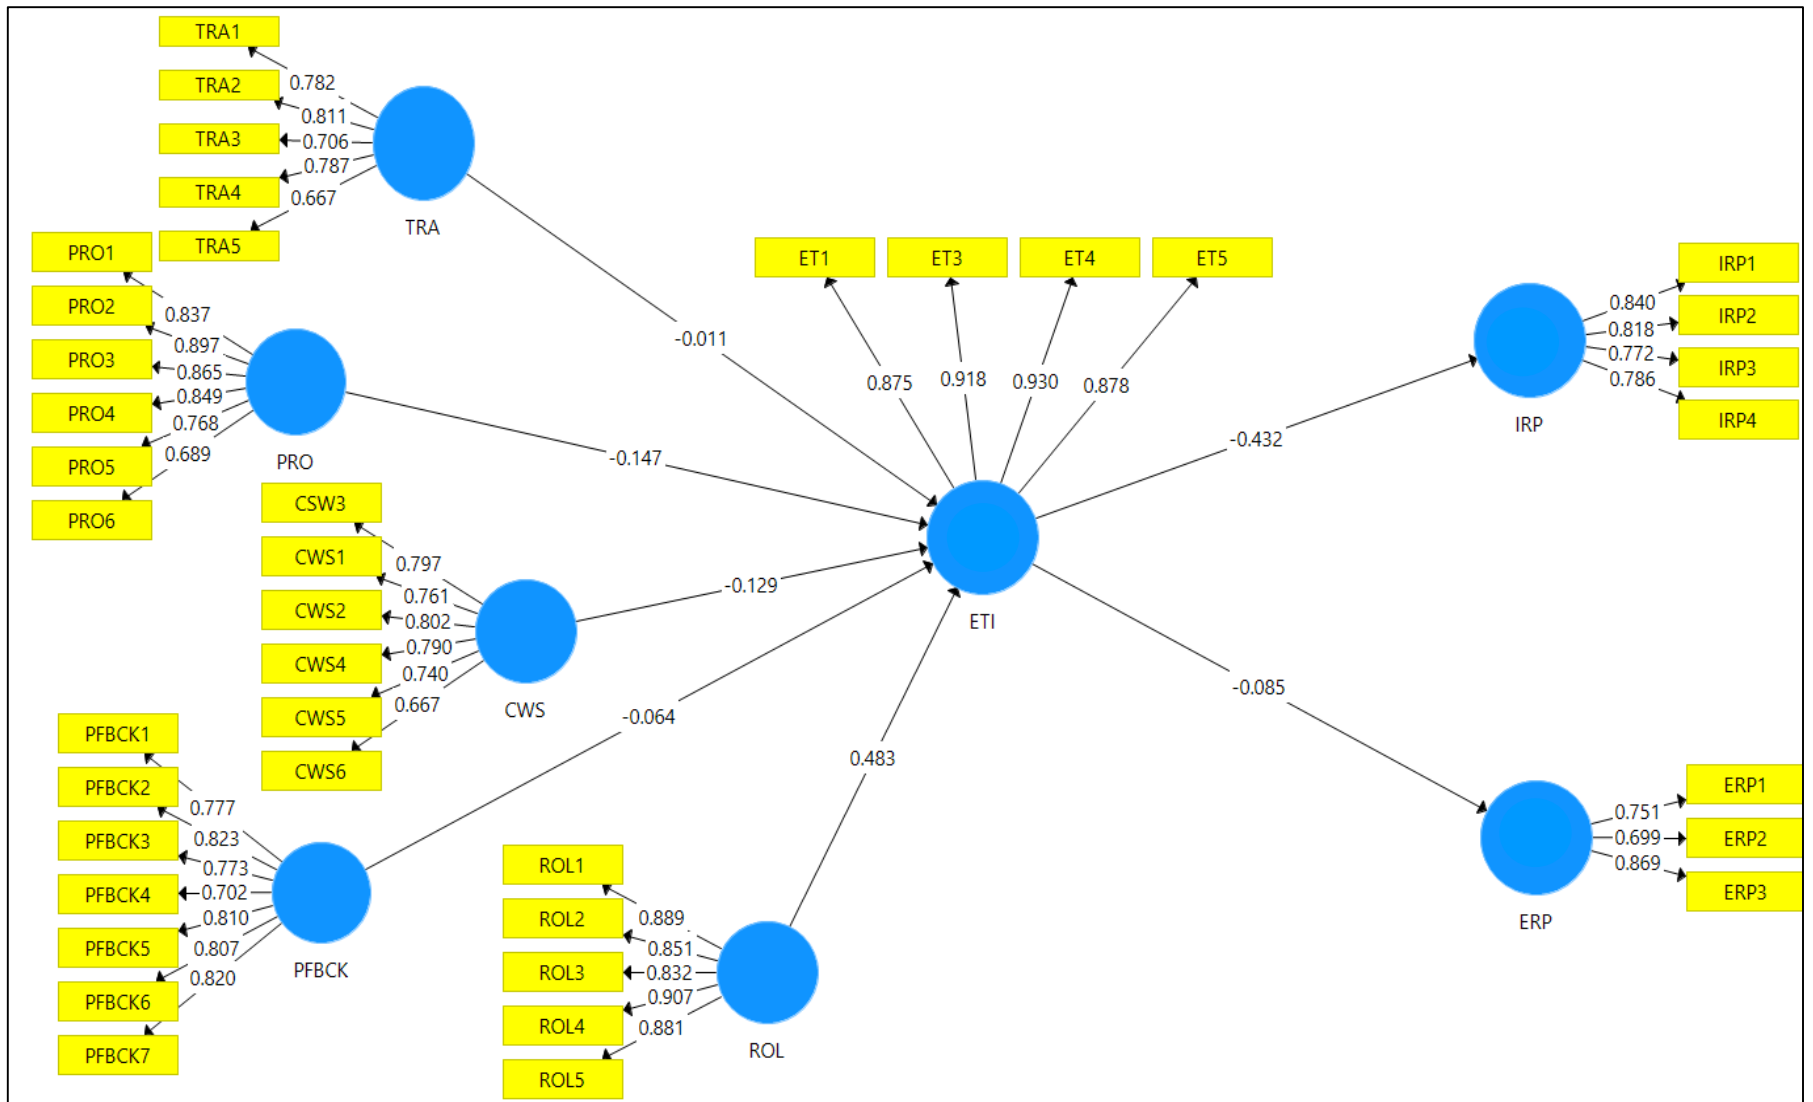 TRA1
TRA2
TRA3
TRA4
TRA5
0.782
0.811
0.706
0.787
0.667
TRA
PRO1
PRO2
PRO3
PRO4
PRO5
PRO6
0.837
0.897
0.865
0.849
0.768
0.689
PRO
CSW3
CWS1
CWS2
CWS4
CWS5
CWS6
0.797
0.761
0.802
0.790
0.740
0.667
CWS
PFBCK1
PFBCK2
PFBCK3
PFBCK4
PFBCK5
PFBCK6
PFBCK7
0.777
0.823
0.773
0.702
0.810
0.807
0.820
PFBCK
ROL1
ROL2
ROL3
ROL4
ROL5
0.889
0.851
0.832
0.907
0.881
ROL
-0.011
-0.147
-0.129
-0.064
0.483
ET1
ET3
ET4
ET5
0.875
0.918
0.930
0.878
ETI
-0.432
-0.085
IRP
0.840
0.818
0.772
0.786
IRP1
IRP2
IRP3
IRP4
ERP
0.751
0.699
0.869
ERP1
ERP2
ERP3